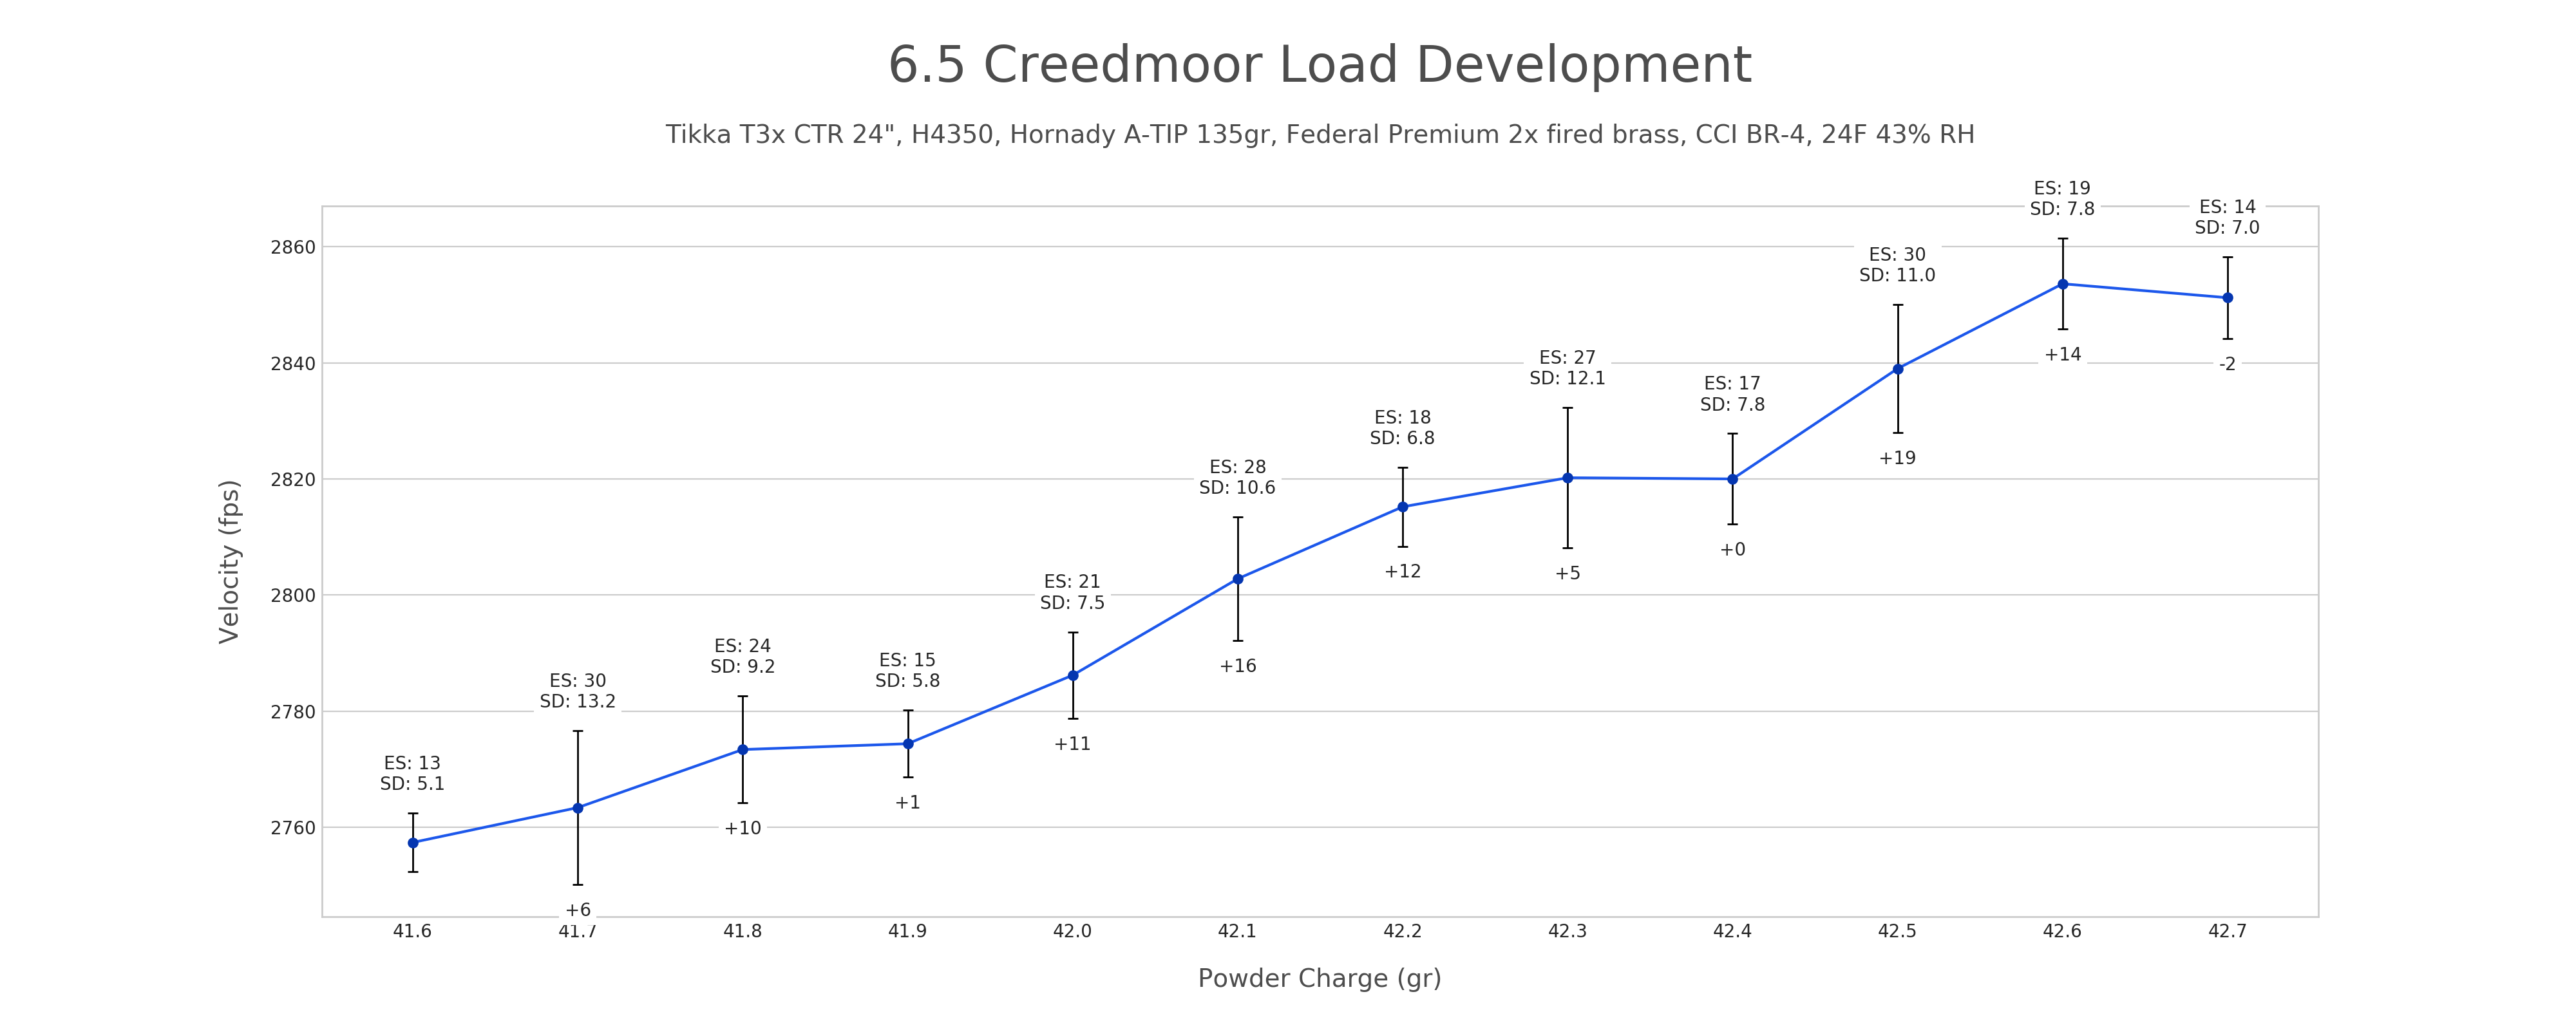 6.5 Creedmoor Load Development
Tikka T3x CTR 24", H4350, Hornady A-TIP 135gr, Federal Premium 2x fired brass, CCI BR-4, 24F 43% RH
Velocity (fps)
2860
2840
2820
2800
2780
2760
ES: 13
SD: 5.1
ES: 30
SD: 13.2
+6
ES: 24
SD: 9.2
+10
ES: 15
SD: 5.8
+1
ES: 21
SD: 7.5
+11
ES: 28
SD: 10.6
+16
ES: 18
SD: 6.8
+12
ES: 27
SD: 12.1
+5
ES: 17
SD: 7.8
+0
ES: 30
SD: 11.0
+19
ES: 19
SD: 7.8
+14
ES: 14
SD: 7.0
-2
41.6 41.7 41.8 41.9 42.0 42.1 42.2 42.3 42.4 42.5 42.6 42.7
Powder Charge (gr)